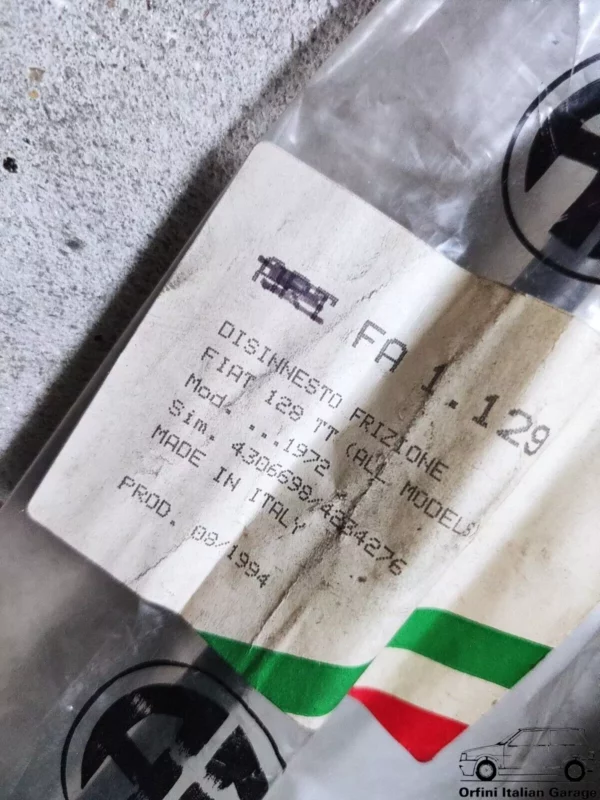 FA 1.129
DISINNESTO FRIZIONE
FIAT 128 TT (ALL MODELS)
Mod. ...1972
Sim. 4306698/4234276
MADE IN ITALY
PROD. 08/1994
Orfini Italian Garage